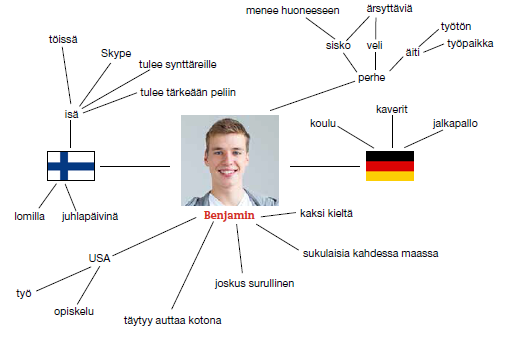 menee huoneeseen
ärsyttäviä
työtön
työpaikka
sisko
veli
äiti
perhe
töissä
Skype
tulee synttäreille
tulee tärkeään peliin
isä
kaverit
koulu
jalkapallo
lomilla
juhlapäivinä
Benjamin
kaksi kieltä
sukulaisia kahdessa maassa
joskus surullinen
täytyy auttaa kotona
USA
työ
opiskelu